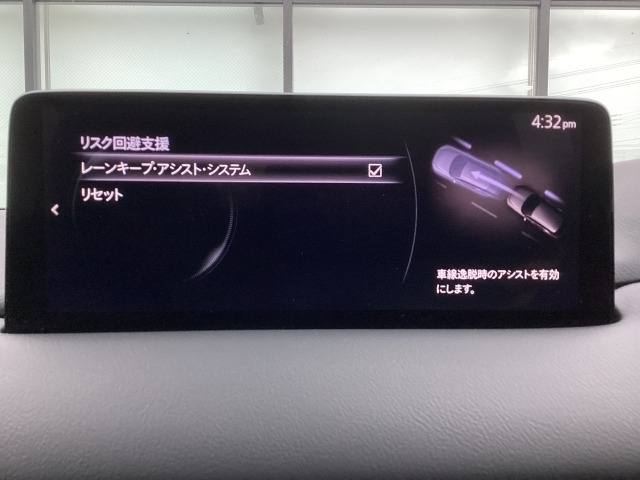 4:32pm
リスク回避支援
レーンキープ・アシスト・システム
リセット
車線逸脱時のアシストを有効
にします。